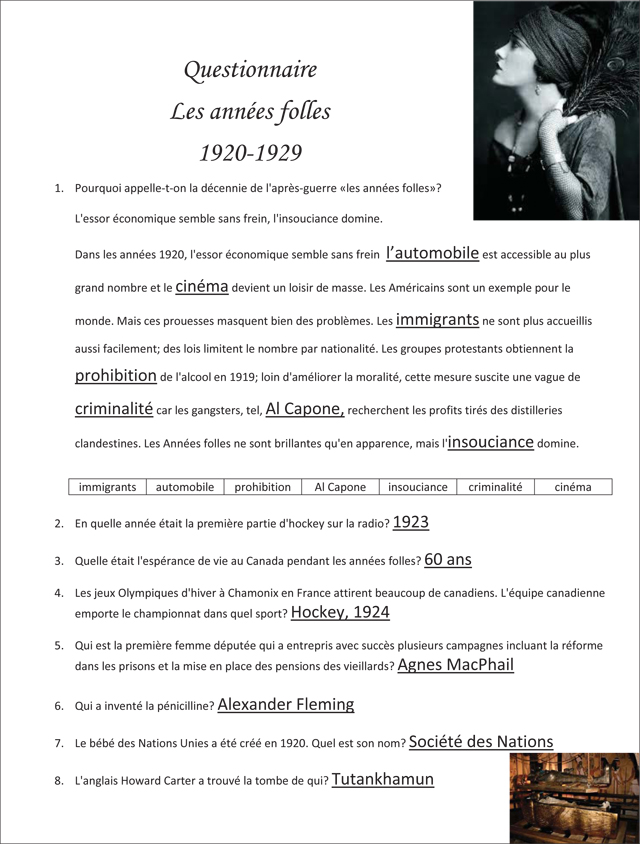 Questionnaire
Les années folles
1920-1929
1. Pourquoi appelle-t-on la décennie de l'après-guerre «les années folles»?
L'essor économique semble sans frein, l'insouciance domine.
Dans les années 1920, l'essor économique semble sans frein l’automobile est accessible au plus
grand nombre et le cinéma devient un loisir de masse. Les Américains sont un exemple pour le
monde. Mais ces prouesses masquent bien des problèmes. Les immigrants ne sont plus accueillis
aussi facilement; des lois limitent le nombre par nationalité. Les groupes protestants obtiennent la
prohibition de l'alcool en 1919; loin d'améliorer la moralité, cette mesure suscite une vague de
criminalité car les gangsters, tel, Al Capone, recherchent les profits tirés des distilleries
clandestines. Les Années folles ne sont brillantes qu'en apparence, mais l'insouciance domine.
immigrants automobile prohibition Al Capone insouciance criminalité cinéma
2. En quelle année était la première partie d'hockey sur la radio? 1923
3. Quelle était l'espérance de vie au Canada pendant les années folles? 60 ans
4. Les jeux Olympiques d'hiver à Chamonix en France attirent beaucoup de canadiens. L'équipe canadienne
emporte le championnat dans quel sport? Hockey, 1924
5. Qui est la première femme députée qui a entrepris avec succès plusieurs campagnes incluant la réforme
dans les prisons et la mise en place des pensions des vieillards? Agnes MacPhail
6. Qui a inventé la pénicilline? Alexander Fleming
7. Le bébé des Nations Unies a été créé en 1920. Quel est son nom? Société des Nations
8. L'anglais Howard Carter a trouvé la tombe de qui? Tutankhamun